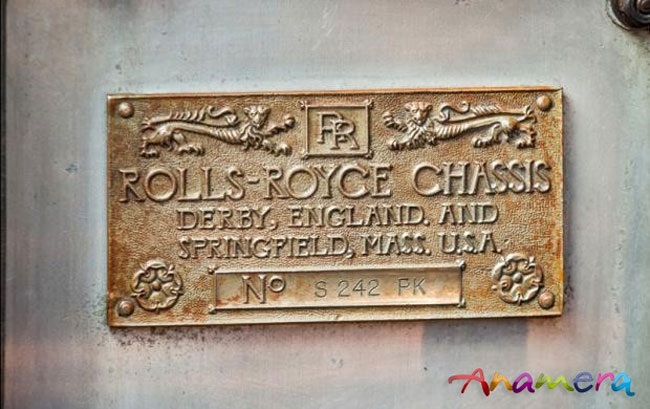 RR
ROLLS-ROYCE CHASSIS
DERBY, ENGLAND. AND
SPRINGFIELD, MASS. U.S.A.
No S 242 PK
Anamera